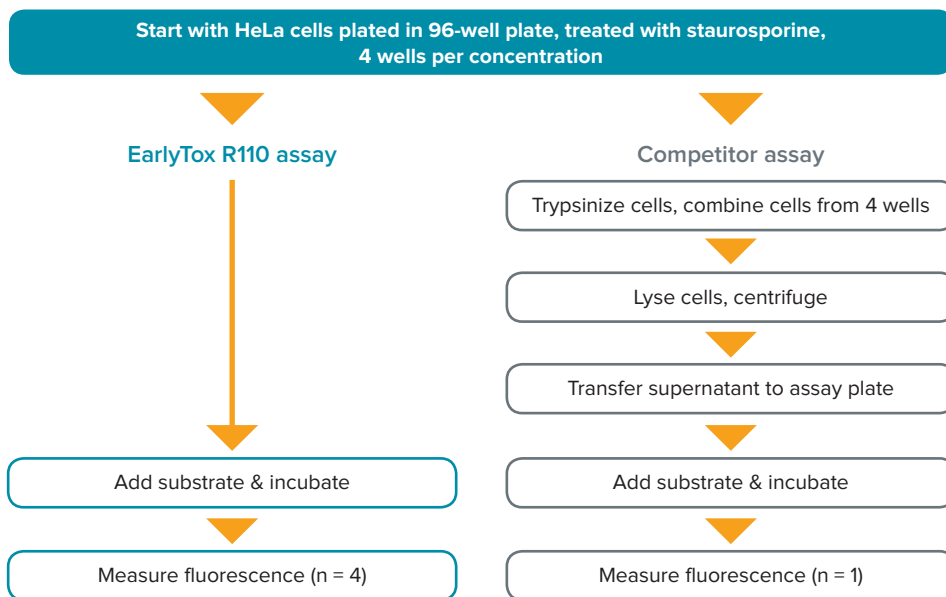 Start with HeLa cells plated in 96-well plate, treated with staurosporine,
4 wells per concentration
EarlyTox R110 assay
Add substrate & incubate
Measure fluorescence (n = 4)
Competitor assay
Trypsinize cells, combine cells from 4 wells
Lyse cells, centrifuge
Transfer supernatant to assay plate
Add substrate & incubate
Measure fluorescence (n = 1)